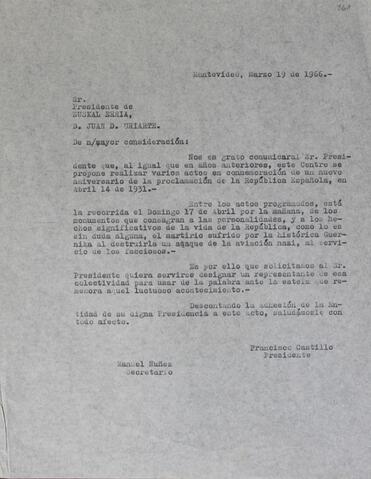 Montevideo, Marzo 19 de 1966.-
Sr.
Presidente de
EUSKAL ERRIA,
D. JUAN D. URIARTE.
De n/mayor consideración:
Nos es grato comunicaral Sr. Presi-
dente que, al igual que en años anteriores, este Centro se
propone realizar varios actos en conmemoración de un nuevo
aniversario de la proclamación de la República Española, en
Abril 14 de 1931.
Entre los actos programados, está
la recorrida el Domingo 17 de Abril por la mañana, de los
monumentos que consagran a las personalidades, y a los he-
chos significativos de la vida de la República, como lo es
sin duda alguna, el martirio sufrido por la histórica Guer-
nika al destruirla un ataque de la aviación nazi, al servi-
cio de los facciosos.
Es por ello que solicitamos al Sr.
Presidente quiera servirse designar un representante de esa
colectividad para usar de la palabra ante la estela que re-
memora aquel luctuoso acontecimiento.-
Descontando la adhesión de la En-
tidad de su digna Presidencia a este acto, saludámosle con
todo afecto.
Francisco Castillo
Presidente
Manuel Nuñez
Secretario